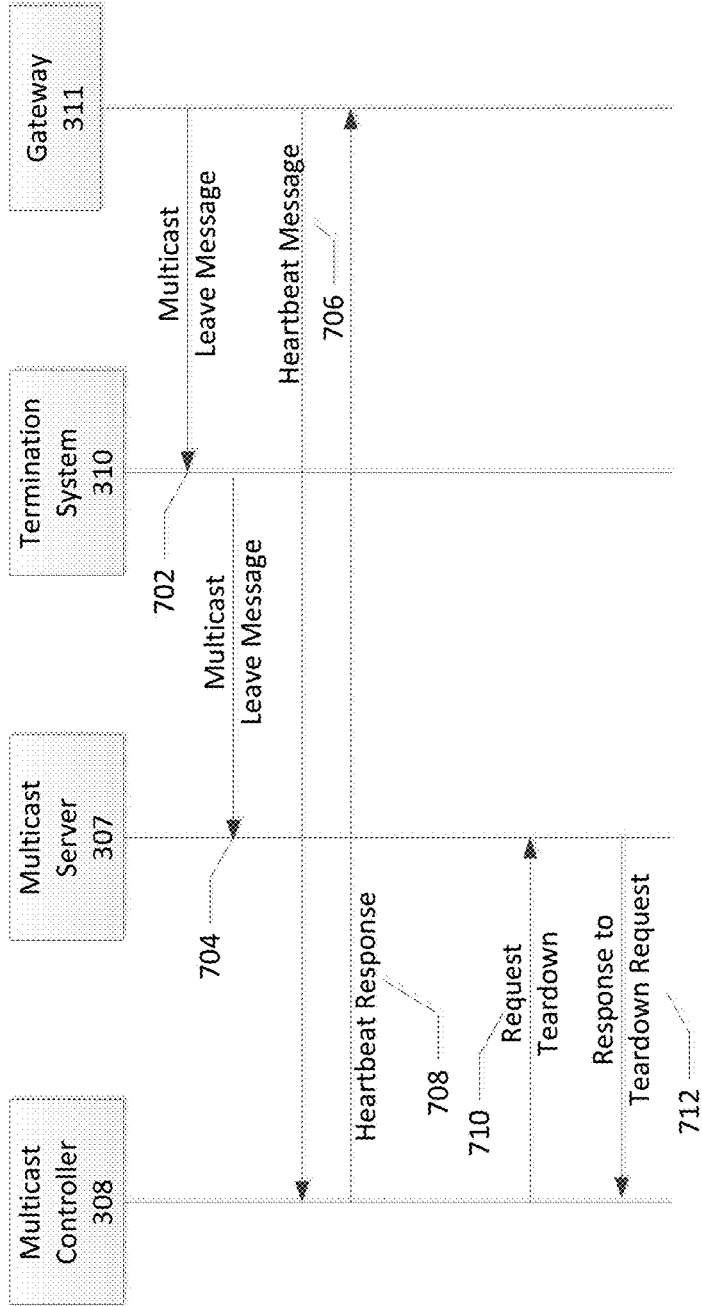 Multicast
Controller
308
Multicast
Server
307
Termination
System
310
Gateway
311
702
Multicast
Leave Message
704
Multicast
Leave Message
Heartbeat Message
706
Heartbeat Response
708
710
Request
Teardown
Response to
Teardown Request
712